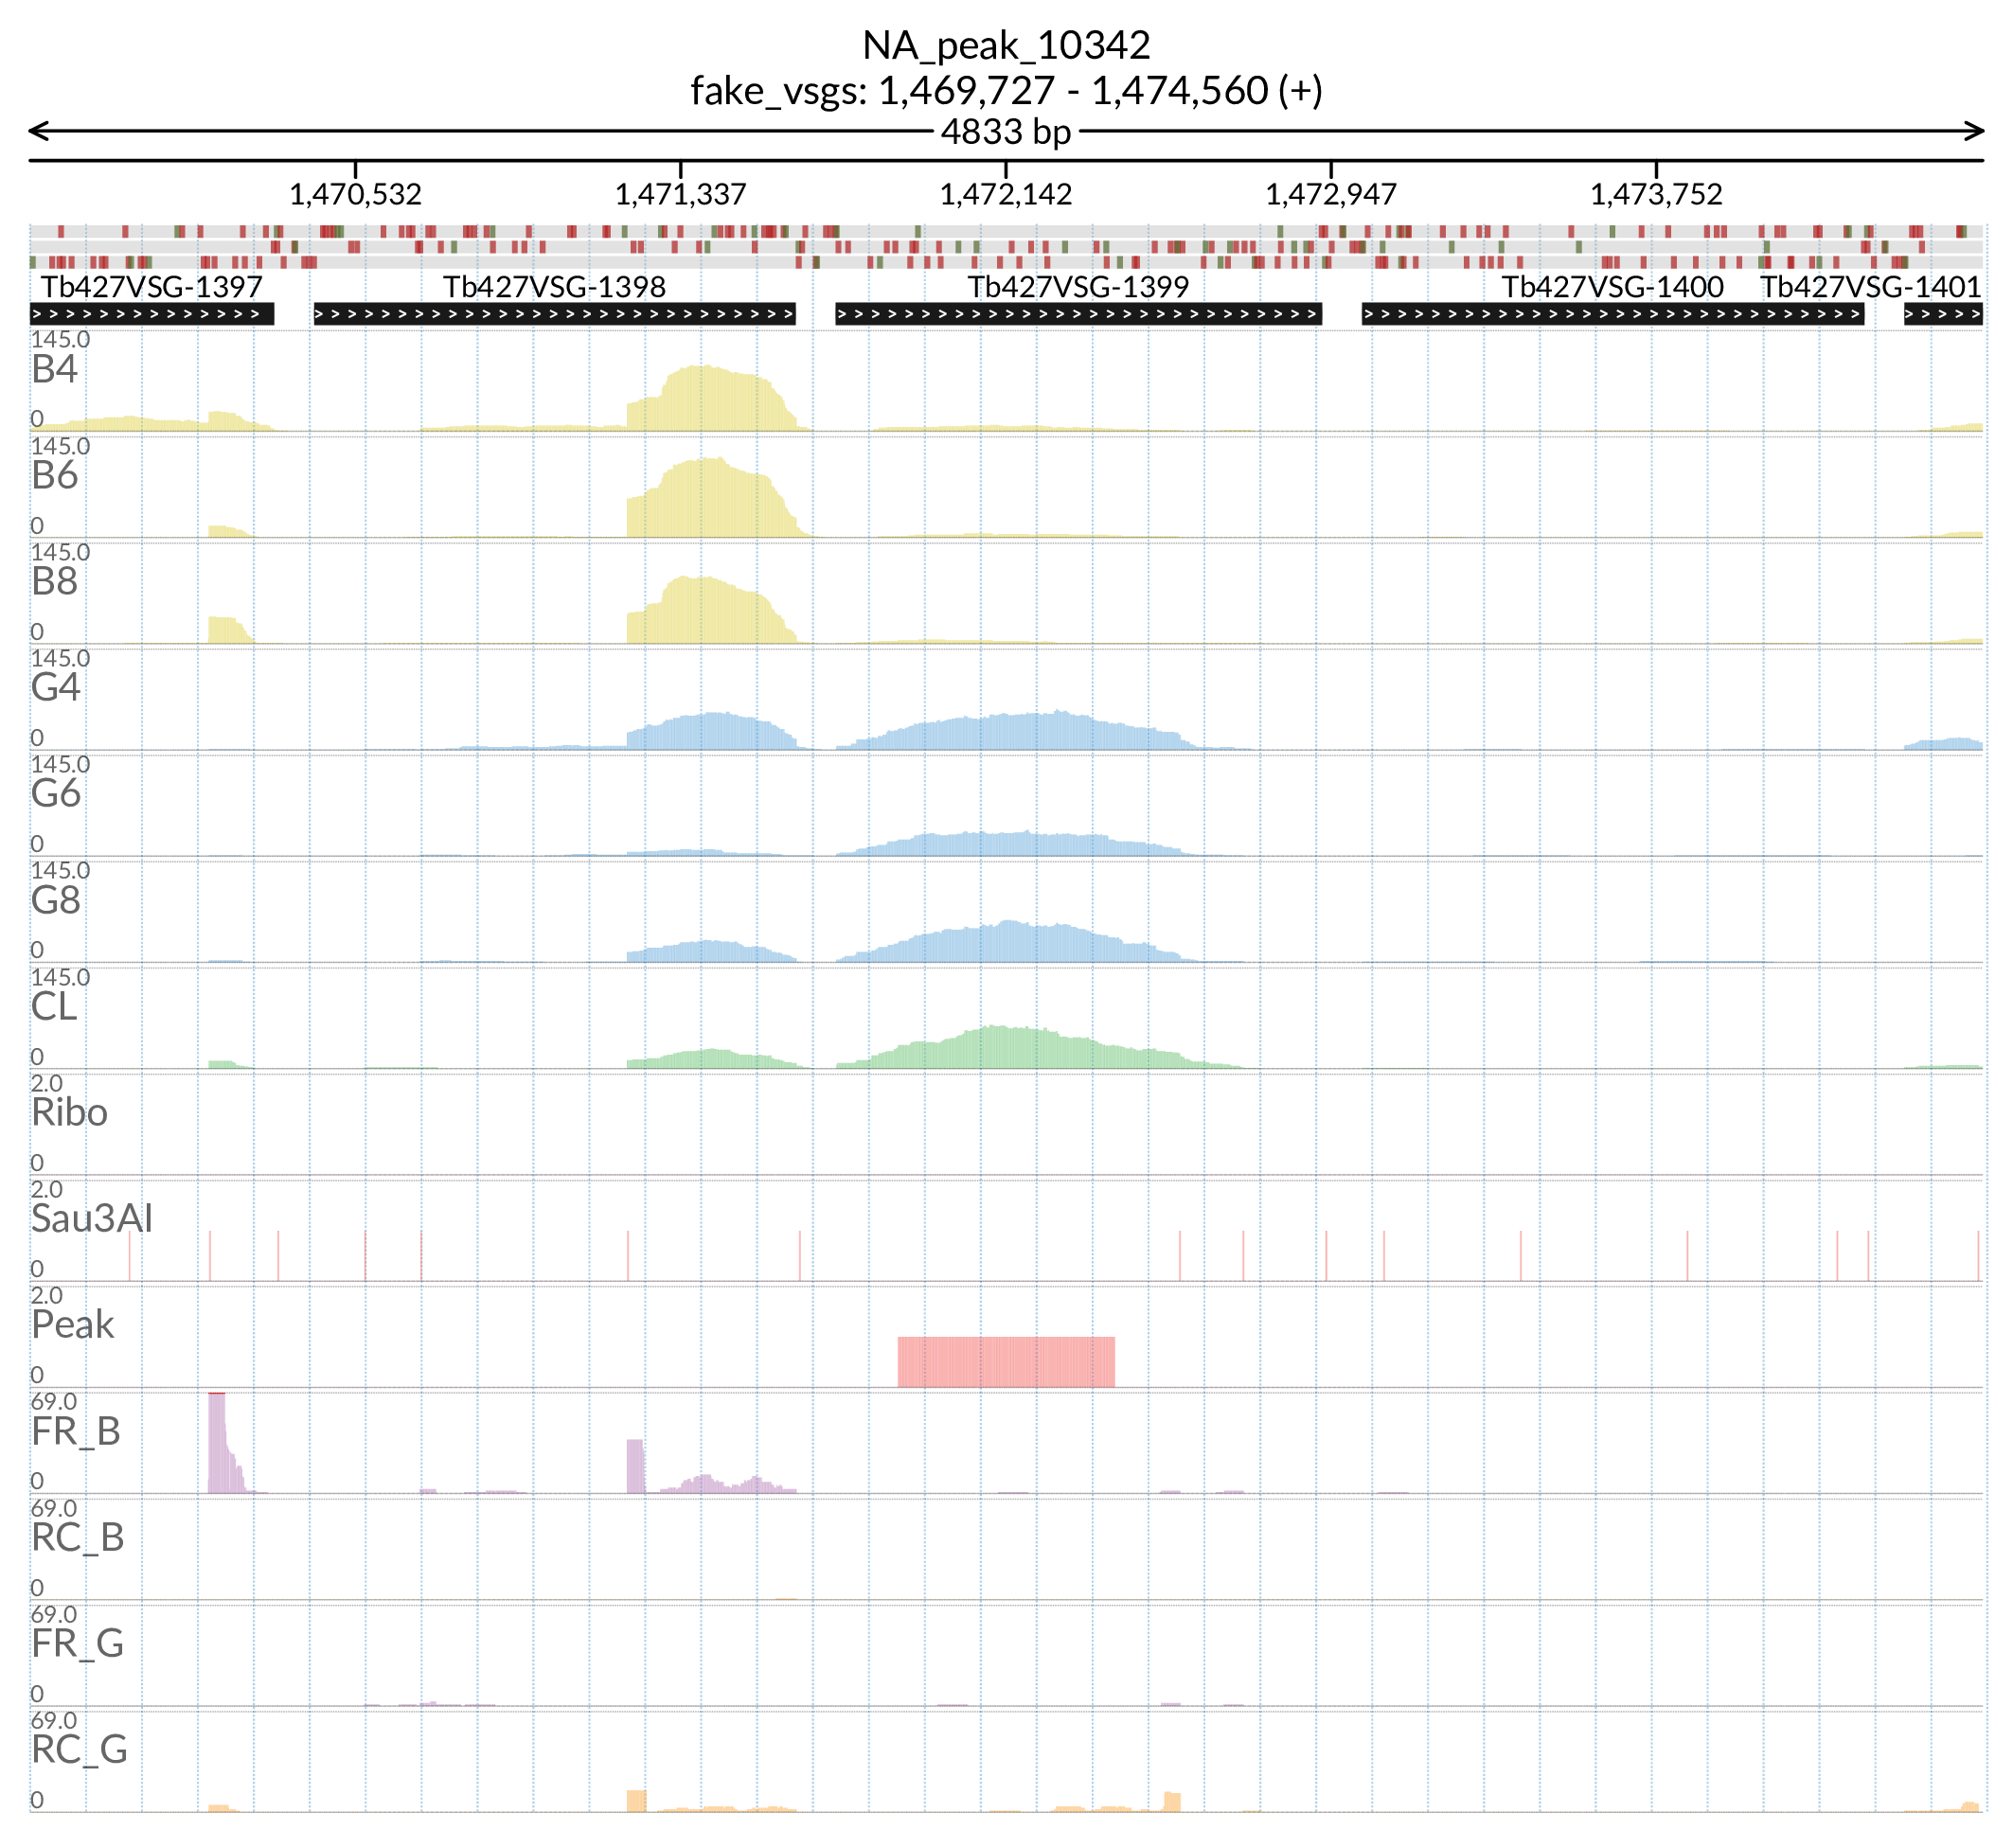 NA_peak_10342
fake_vsgs: 1,469,727 - 1,474,560 (+)
4833 bp
1,470,532 1,471,337 1,472,142 1,472,947 1,473,752
Tb427VSG-1397 Tb427VSG-1398 Tb427VSG-1399 Tb427VSG-1400 Tb427VSG-1401
145.0
B4
0
145.0
B6
0
145.0
B8
0
145.0
G4
0
145.0
G6
0
145.0
G8
0
145.0
CL
0
2.0
Ribo
0
2.0
Sau3AI
0
2.0
Peak
0
69.0
FR_B
0
69.0
RC_B
0
69.0
FR_G
0
69.0
RC_G
0